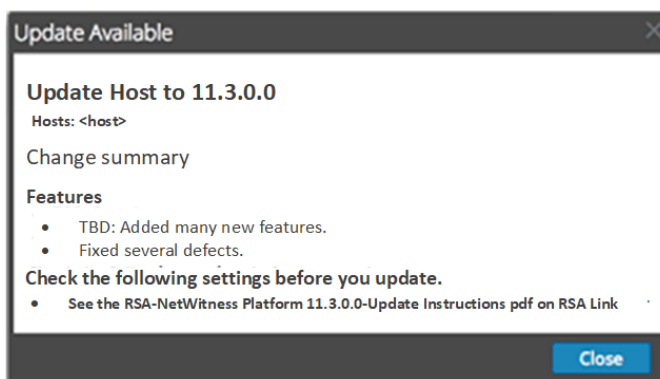 Update Available
Update Host to 11.3.0.0
Hosts: <host>
Change summary
Features
• TBD: Added many new features.
• Fixed several defects.
Check the following settings before you update.
• See the RSA-NetWitness Platform 11.3.0.0-Update Instructions pdf on RSA Link
Close